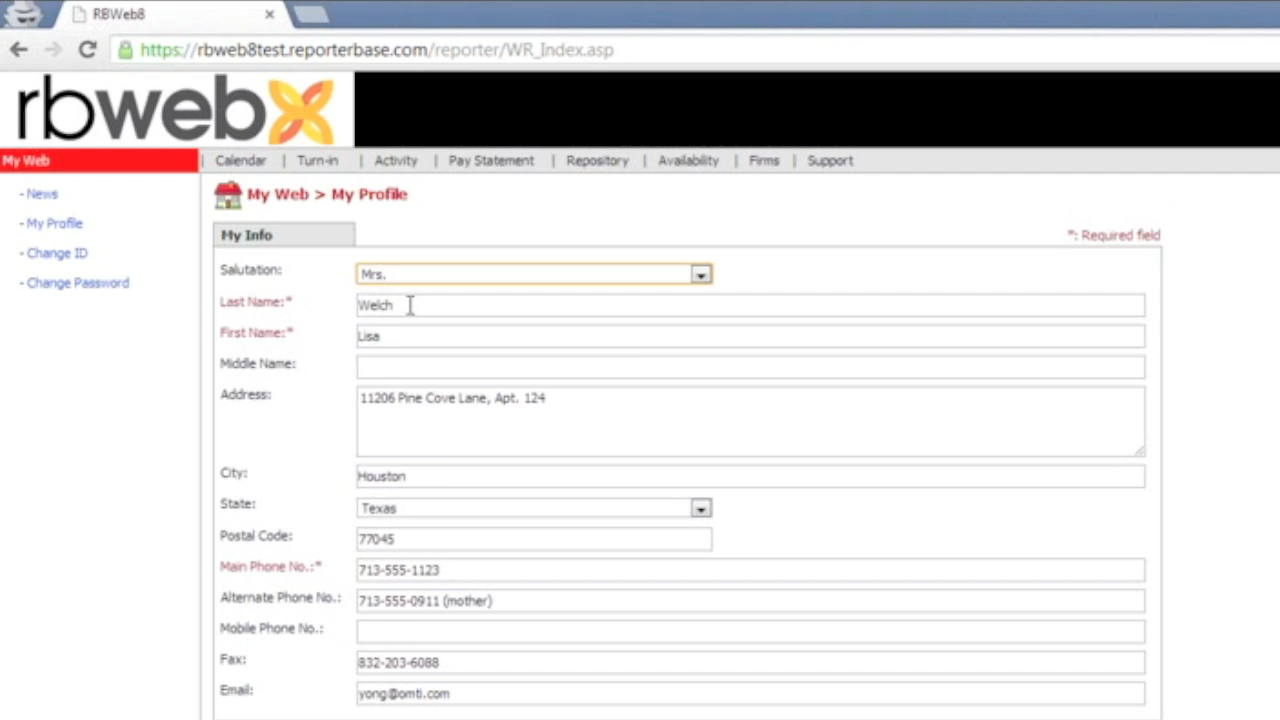 RBWeb8
https://rbweb8test.reporterbase.com/reporter/WR_Index.asp
rbweb
My Web | Calendar | Turn-in | Activity | Pay Statement | Repository | Availability | Firms | Support
- News
- My Profile
- Change ID
- Change Password
My Web > My Profile
My Info
*: Required field
Salutation: Mrs.
Last Name:* Welch
First Name:* Lisa
Middle Name:
Address: 11206 Pine Cove Lane, Apt. 124
City: Houston
State: Texas
Postal Code: 77045
Main Phone No.:* 713-555-1123
Alternate Phone No.: 713-555-0911 (mother)
Mobile Phone No.:
Fax: 832-203-6088
Email: yong@omti.com